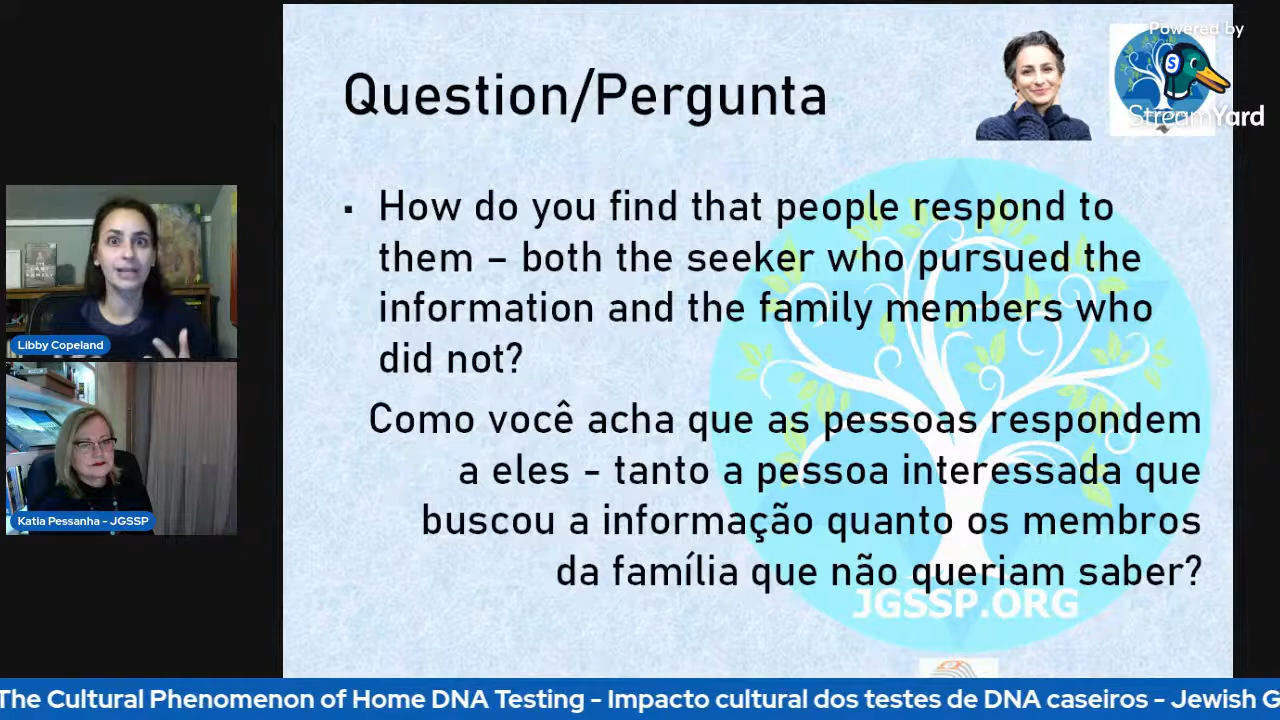 Powered by
StreamYard
Question/Pergunta
How do you find that people respond to
them – both the seeker who pursued the
information and the family members who
did not?
Como você acha que as pessoas respondem
a eles - tanto a pessoa interessada que
buscou a informação quanto os membros
da família que não queriam saber?
JGSSP.ORG
Libby Copeland
Katia Pessanha - JGSSP
The Cultural Phenomenon of Home DNA Testing - Impacto cultural dos testes de DNA caseiros - Jewish G